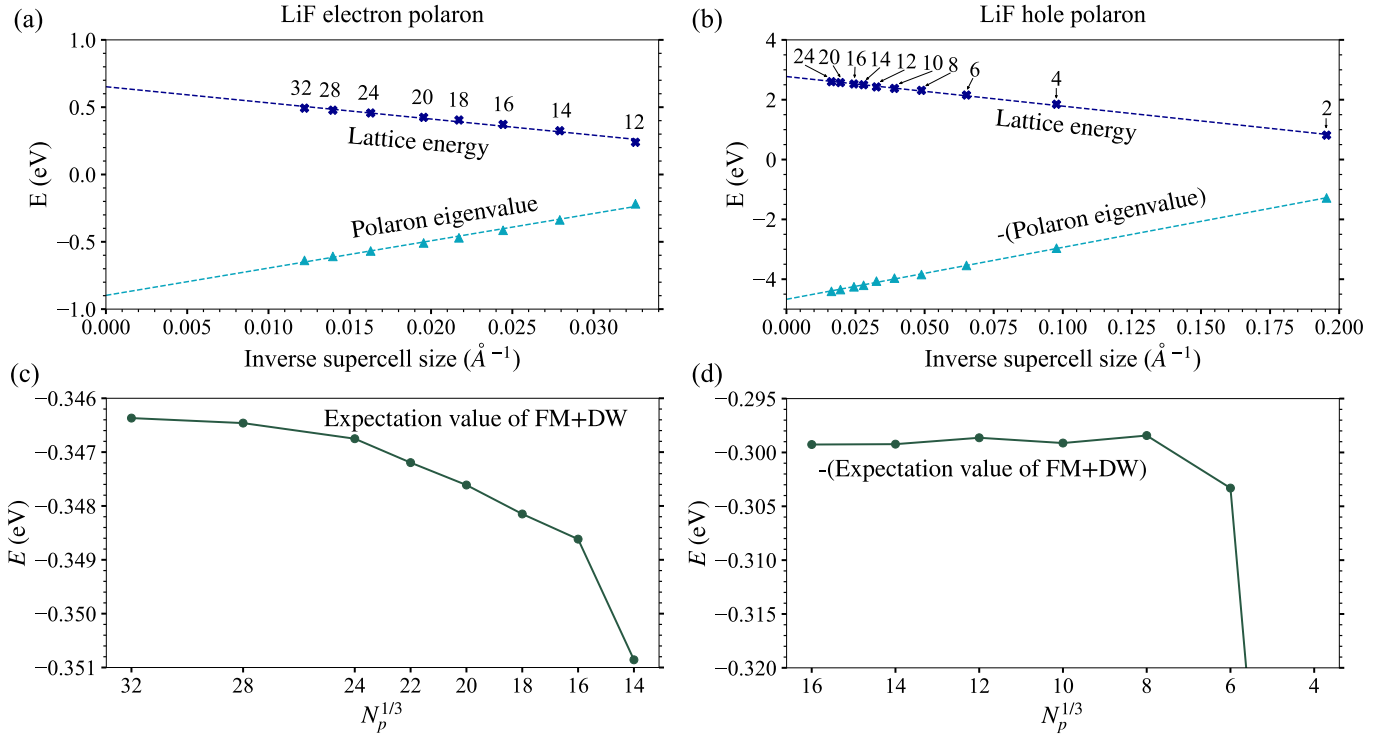 (a)
LiF electron polaron
1.0
0.5
0.0
−0.5
−1.0
E (eV)
32 28 24 20 18 16 14 12
Lattice energy
Polaron eigenvalue
0.000 0.005 0.010 0.015 0.020 0.025 0.030
Inverse supercell size (Å⁻¹)
(b)
LiF hole polaron
4
2
0
−2
−4
E (eV)
24 20 16 14 12 10 8 6 4 2
Lattice energy
-(Polaron eigenvalue)
0.000 0.025 0.050 0.075 0.100 0.125 0.150 0.175 0.200
Inverse supercell size (Å⁻¹)
(c)
−0.346
−0.347
−0.348
−0.349
−0.350
−0.351
E (eV)
Expectation value of FM+DW
32 28 24 22 20 18 16 14
N_p^{1/3}
(d)
−0.295
−0.300
−0.305
−0.310
−0.315
−0.320
E (eV)
-(Expectation value of FM+DW)
16 14 12 10 8 6 4
N_p^{1/3}